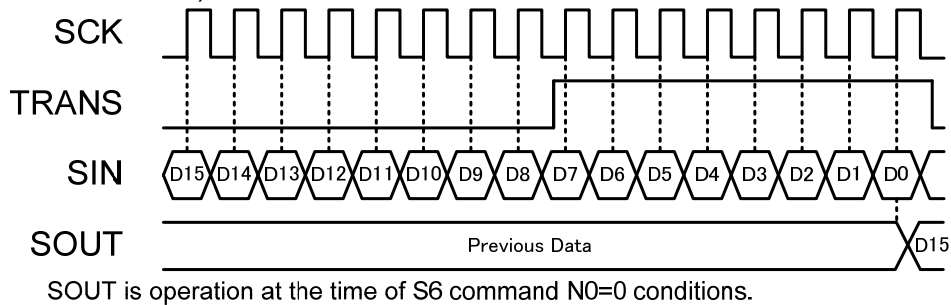 SCK
TRANS
SIN D15 D14 D13 D12 D11 D10 D9 D8 D7 D6 D5 D4 D3 D2 D1 D0
SOUT Previous Data D15
SOUT is operation at the time of S6 command N0=0 conditions.